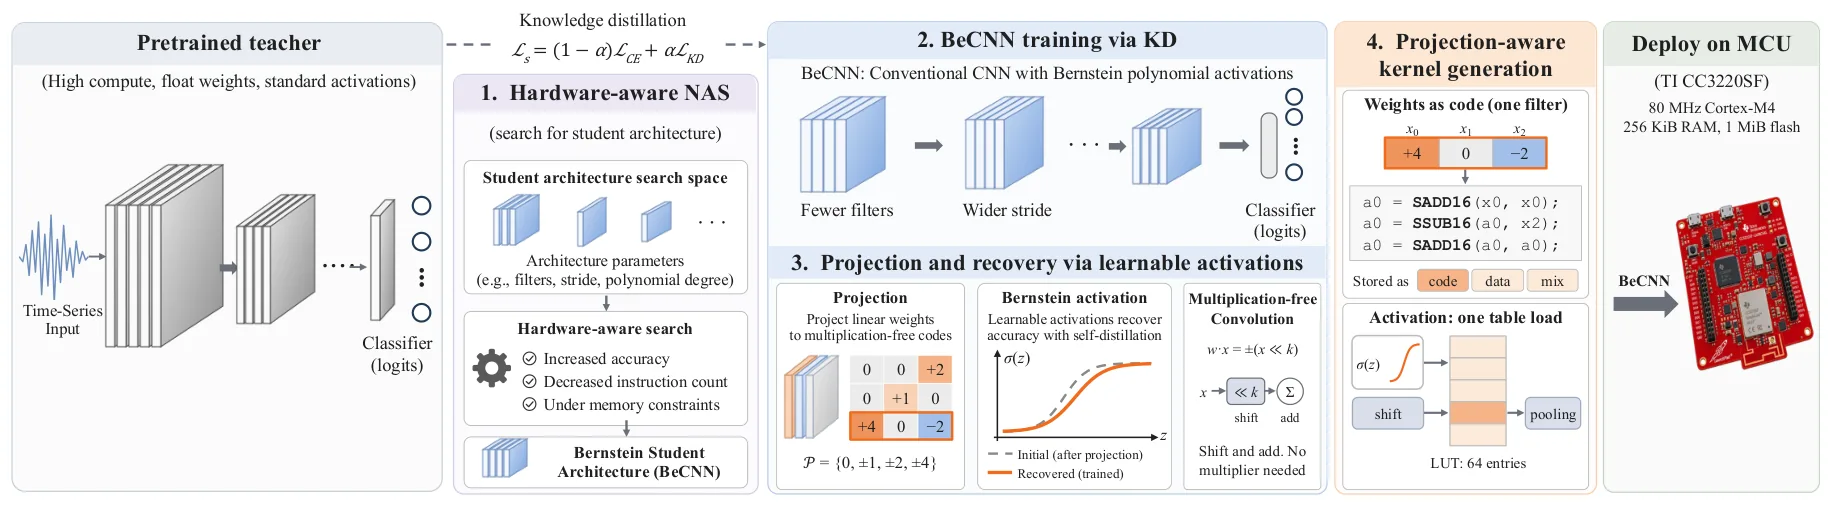 Pretrained teacher
(High compute, float weights, standard activations)
Time-Series
Input
Classifier
(logits)
Knowledge distillation
ℒs = (1 − α)ℒCE + αℒKD
1. Hardware-aware NAS
(search for student architecture)
Student architecture search space
. . .
Architecture parameters
(e.g., filters, stride, polynomial degree)
Hardware-aware search
Increased accuracy
Decreased instruction count
Under memory constraints
Bernstein Student
Architecture (BeCNN)
2. BeCNN training via KD
BeCNN: Conventional CNN with Bernstein polynomial activations
. . .
Fewer filters
Wider stride
Classifier
(logits)
3. Projection and recovery via learnable activations
Projection
Project linear weights
to multiplication-free codes
0 0 +2
0 +1 0
+4 0 −2
𝒫 = {0, ±1, ±2, ±4}
Bernstein activation
Learnable activations recover
accuracy with self-distillation
σ(z)
z
Initial (after projection)
Recovered (trained)
Multiplication-free
Convolution
w·x = ±(x ≪ k)
x ≪ k Σ
shift add
Shift and add. No
multiplier needed
4. Projection-aware
kernel generation
Weights as code (one filter)
x0 x1 x2
+4 0 −2
a0 = SADD16(x0, x0);
a0 = SSUB16(a0, x2);
a0 = SADD16(a0, a0);
Stored as code data mix
Activation: one table load
σ(z)
shift
pooling
LUT: 64 entries
Deploy on MCU
(TI CC3220SF)
80 MHz Cortex-M4
256 KiB RAM, 1 MiB flash
BeCNN